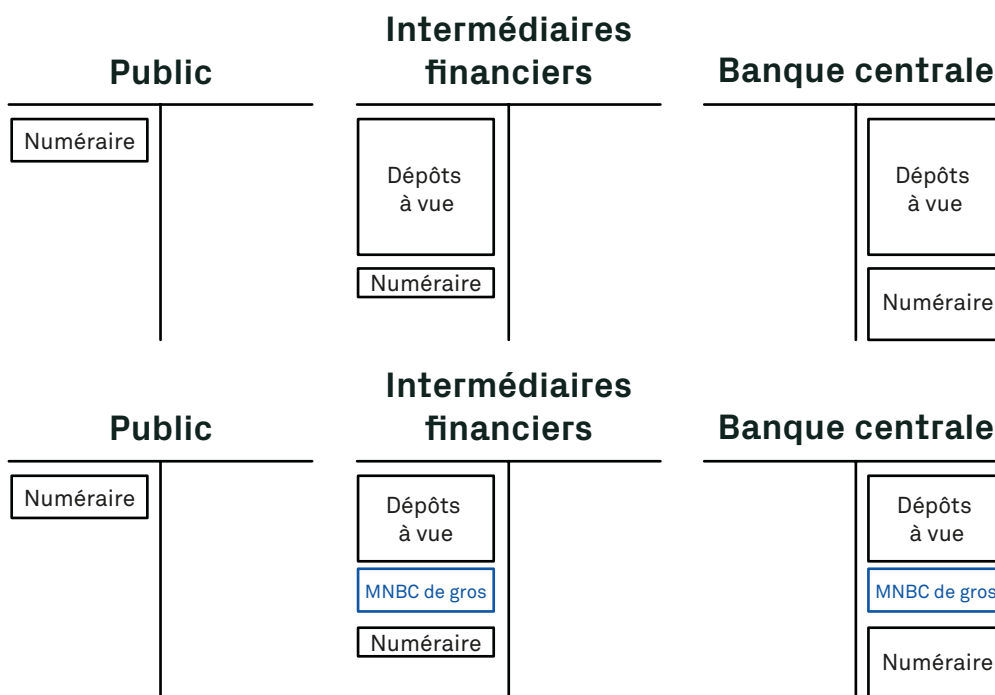 Public
Intermédiaires
financiers
Banque centrale
Numéraire
Dépôts
à vue
Numéraire
Dépôts
à vue
Numéraire
Public
Intermédiaires
financiers
Banque centrale
Numéraire
Dépôts
à vue
MNBC de gros
Numéraire
Dépôts
à vue
MNBC de gros
Numéraire